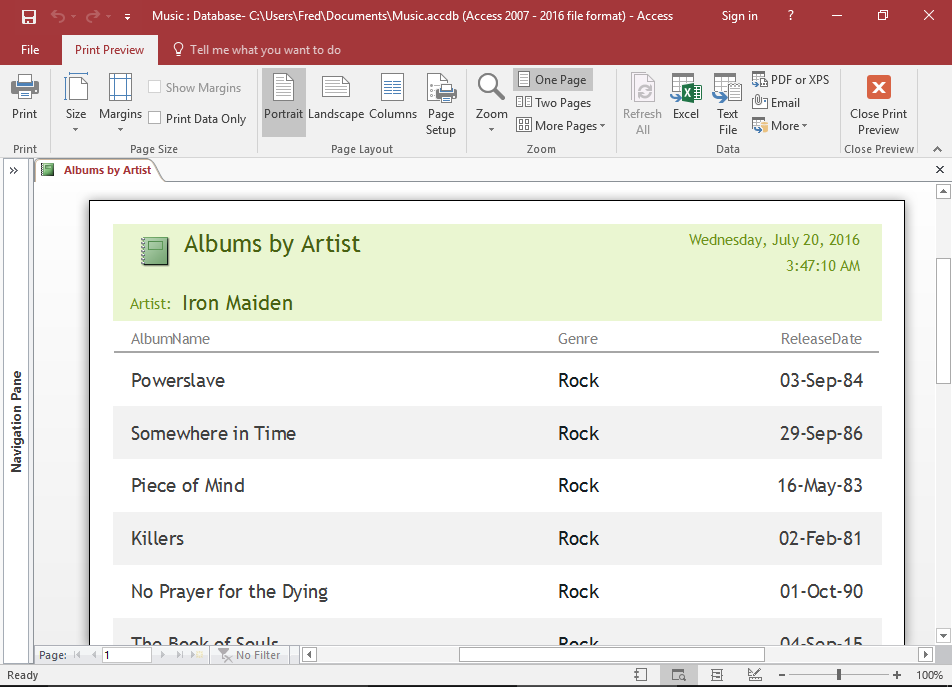 Music : Database- C:\Users\Fred\Documents\Music.accdb (Access 2007 - 2016 file format) - Access
Sign in
?
File
Print Preview
Tell me what you want to do
Print
Size
Margins
Show Margins
Print Data Only
Portrait
Landscape
Columns
Page Setup
Zoom
One Page
Two Pages
More Pages
Refresh All
Excel
Text File
PDF or XPS
Email
More
Close Print Preview
Print
Page Size
Page Layout
Zoom
Data
Close Preview
Albums by Artist
Navigation Pane
Albums by Artist
Wednesday, July 20, 2016
3:47:10 AM
Artist: Iron Maiden
AlbumName Genre ReleaseDate
Powerslave Rock 03-Sep-84
Somewhere in Time Rock 29-Sep-86
Piece of Mind Rock 16-May-83
Killers Rock 02-Feb-81
No Prayer for the Dying Rock 01-Oct-90
The Book of Souls Rock 04-Sep-15
Page: 1 No Filter
Ready
100%